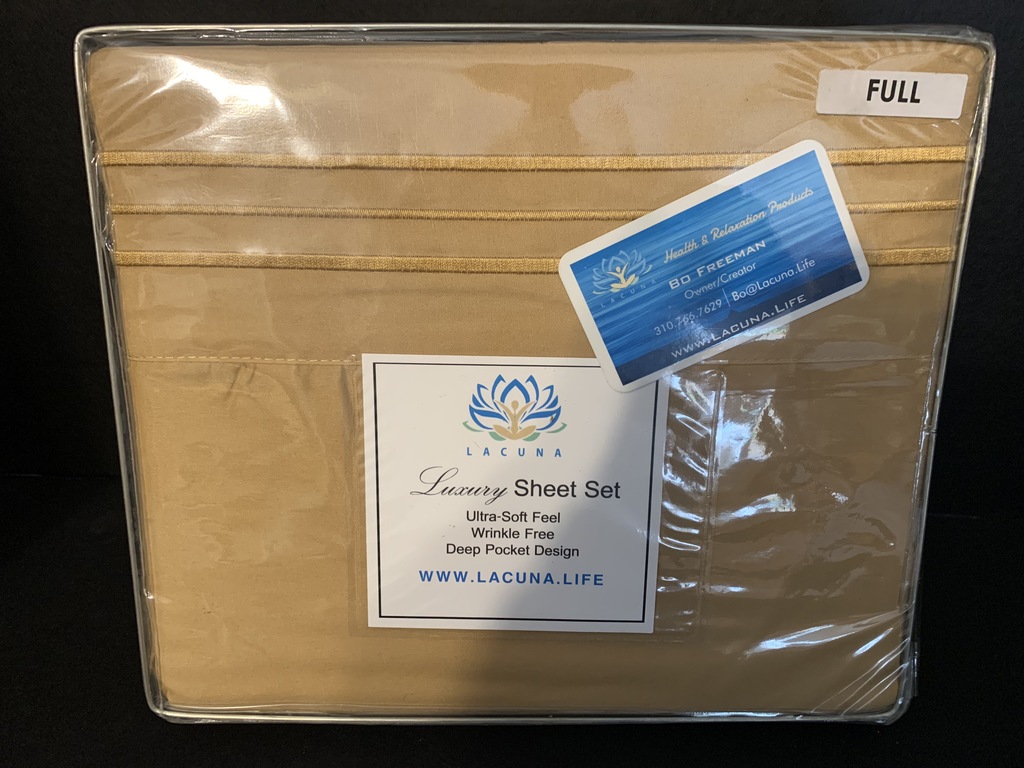 FULL
Health & Relaxation Products
LACUNA
BO FREEMAN
Owner/Creator
310.766.7629 | Bo@Lacuna.Life
www.LACUNA.LIFE
LACUNA
Luxury Sheet Set
Ultra-Soft Feel
Wrinkle Free
Deep Pocket Design
WWW.LACUNA.LIFE